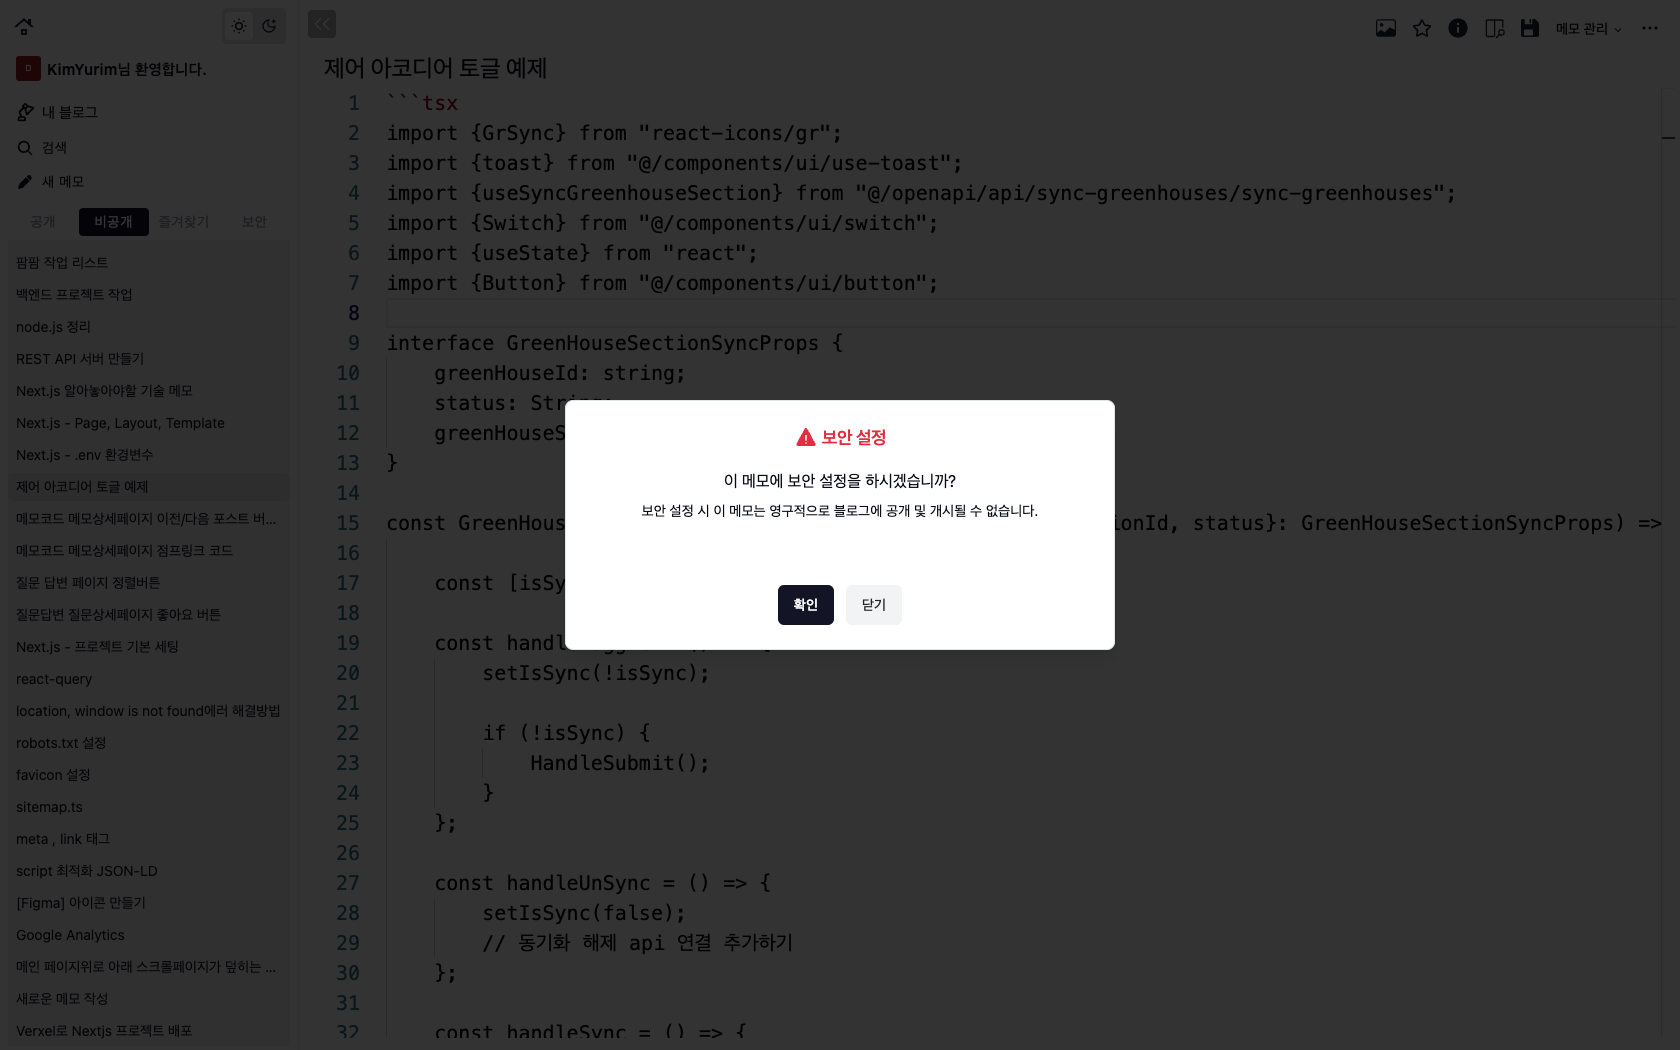 KimYurim님 환영합니다.
내 블로그
검색
새 메모
공개 비공개 즐겨찾기 보안
팜팜 작업 리스트
백엔드 프로젝트 작업
node.js 정리
REST API 서버 만들기
Next.js 알아놓아야할 기술 메모
Next.js - Page, Layout, Template
Next.js - .env 환경변수
제어 아코디어 토글 예제
메모코드 메모상세페이지 이전/다음 포스트 버...
메모코드 메모상세페이지 점프링크 코드
질문 답변 페이지 정렬버튼
질문답변 질문상세페이지 좋아요 버튼
Next.js - 프로젝트 기본 세팅
react-query
location, window is not found에러 해결방법
robots.txt 설정
favicon 설정
sitemap.ts
meta , link 태그
script 최적화 JSON-LD
[Figma] 아이콘 만들기
Google Analytics
메인 페이지위로 아래 스크롤페이지가 덮히는 ...
새로운 메모 작성
Verxel로 Nextjs 프로젝트 배포
메모 관리
제어 아코디어 토글 예제
1 ```tsx
2 import {GrSync} from "react-icons/gr";
3 import {toast} from "@/components/ui/use-toast";
4 import {useSyncGreenhouseSection} from "@/openapi/api/sync-greenhouses/sync-greenhouses";
5 import {Switch} from "@/components/ui/switch";
6 import {useState} from "react";
7 import {Button} from "@/components/ui/button";
8
9 interface GreenHouseSectionSyncProps {
10 greenHouseId: string;
11 status: String;
12 greenHouseS
13 }
14
15 const GreenHous ionId, status}: GreenHouseSectionSyncProps) =>
16
17 const [isSy
18
19 const handl
20 setIsSync(!isSync);
21
22 if (!isSync) {
23 HandleSubmit();
24 }
25 };
26
27 const handleUnSync = () => {
28 setIsSync(false);
29 // 동기화 해제 api 연결 추가하기
30 };
31
32 const handleSync = () => {
보안 설정
이 메모에 보안 설정을 하시겠습니까?
보안 설정 시 이 메모는 영구적으로 블로그에 공개 및 개시될 수 없습니다.
확인 닫기